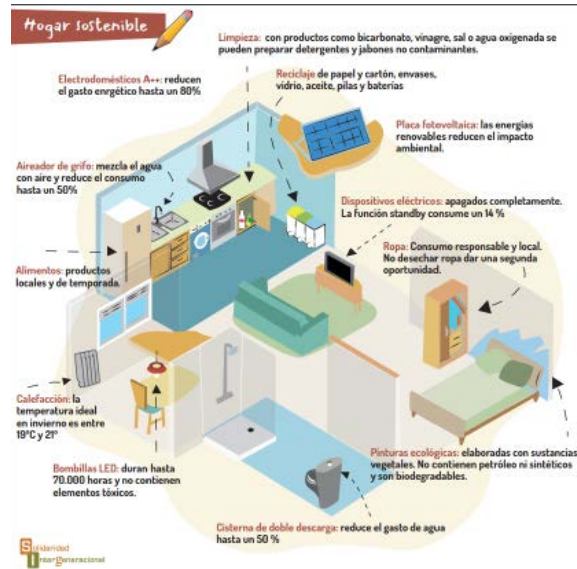 Hogar sostenible
Limpieza: con productos como bicarbonato, vinagre, sal o agua oxigenada se
pueden preparar detergentes y jabones no contaminantes.
Electrodomésticos A++: reducen
el gasto enrgético hasta un 80%
Reciclaje de papel y cartón, envases,
vidrio, aceite, pilas y baterías
Placa fotovoltaica: las energías
renovables reducen el impacto
ambiental.
Aireador de grifo: mezcla el agua
con aire y reduce el consumo
hasta un 50%
Dispositivos eléctricos: apagados completamente.
La función standby consume un 14 %
Ropa: Consumo responsable y local.
No desechar ropa dar una segunda
oportunidad.
Alimentos: productos
locales y de temporada.
Calefacción: la
temperatura ideal
en invierno es entre
19°C y 21°
Bombillas LED: duran hasta
70.000 horas y no contienen
elementos tóxicos.
Pinturas ecológicas: elaboradas con sustancias
vegetales. No contienen petróleo ni sintéticos
y son biodegradables.
Cisterna de doble descarga: reduce el gasto de agua
hasta un 50 %
Solidaridad
Intergeneracional